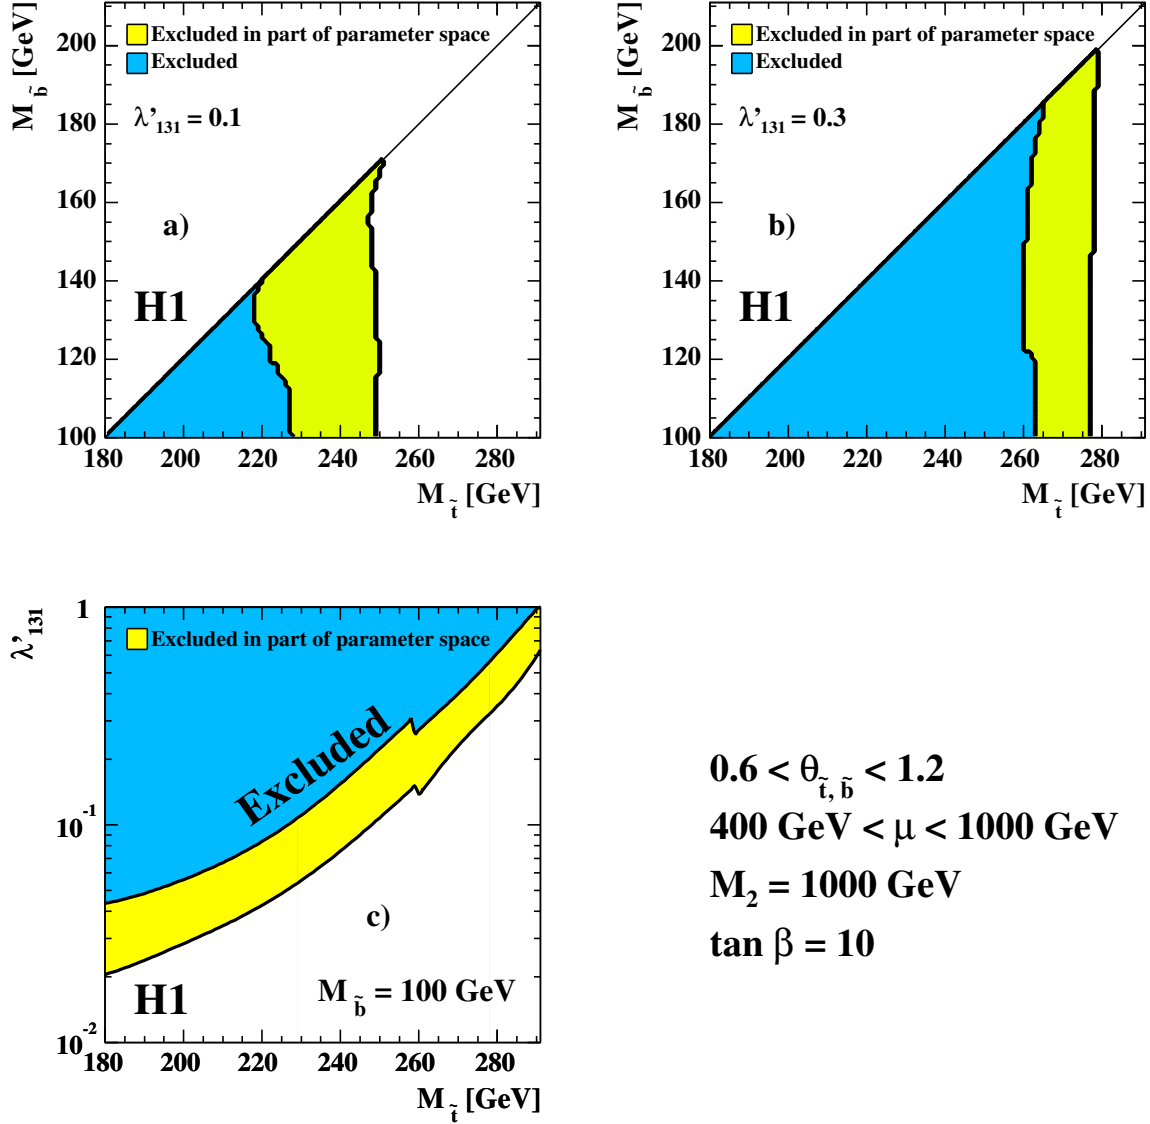 M_b̃ [GeV]
200
180
160
140
120
100
Excluded in part of parameter space
Excluded
λ'₁₃₁ = 0.1
a)
H1
180 200 220 240 260 280
M_t̃ [GeV]
M_b̃ [GeV]
200
180
160
140
120
100
Excluded in part of parameter space
Excluded
λ'₁₃₁ = 0.3
b)
H1
180 200 220 240 260 280
M_t̃ [GeV]
λ'₁₃₁
1
10⁻¹
10⁻²
Excluded in part of parameter space
Excluded
c)
M_b̃ = 100 GeV
H1
180 200 220 240 260 280
M_t̃ [GeV]
0.6 < θ_t̃, b̃ < 1.2
400 GeV < μ < 1000 GeV
M₂ = 1000 GeV
tan β = 10